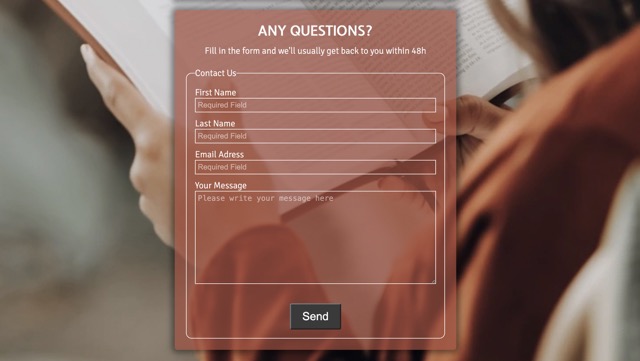 ANY QUESTIONS?
Fill in the form and we'll usually get back to you within 48h
Contact Us
First Name
Required Field
Last Name
Required Field
Email Adress
Required Field
Your Message
Please write your message here
Send